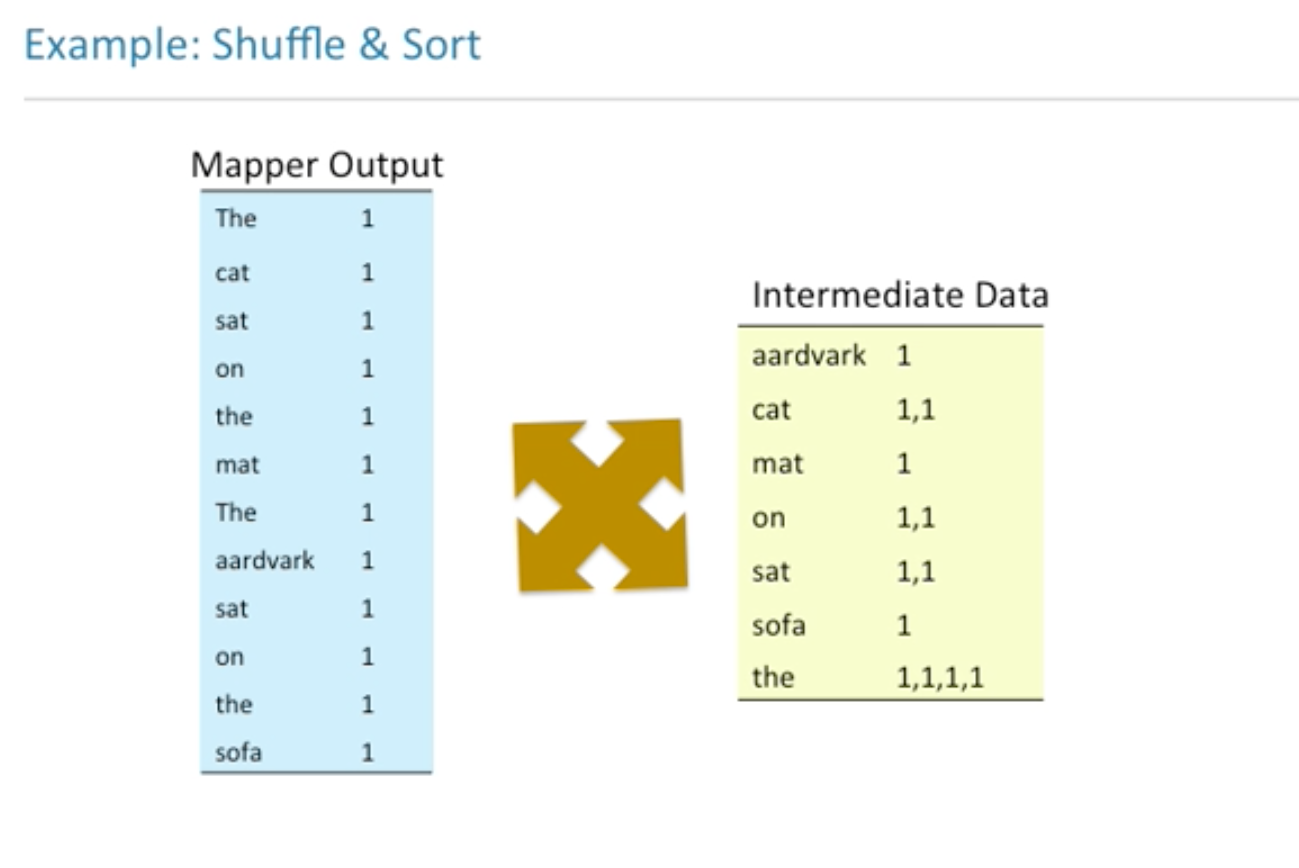 Example: Shuffle & Sort
Mapper Output
The 1
cat 1
sat 1
on 1
the 1
mat 1
The 1
aardvark 1
sat 1
on 1
the 1
sofa 1
Intermediate Data
aardvark 1
cat 1,1
mat 1
on 1,1
sat 1,1
sofa 1
the 1,1,1,1